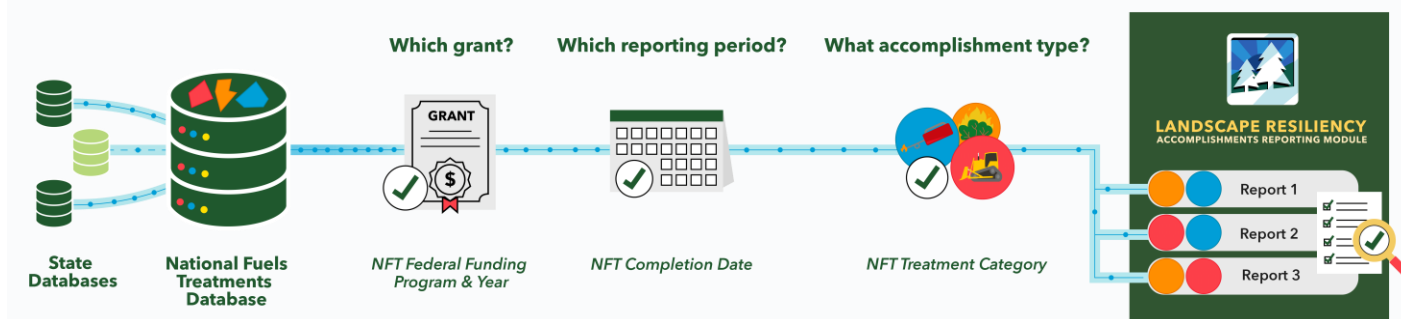 Which grant?
Which reporting period?
What accomplishment type?
GRANT
$
LANDSCAPE RESILIENCY
ACCOMPLISHMENTS REPORTING MODULE
Report 1
Report 2
Report 3
State
Databases
National Fuels
Treatments
Database
NFT Federal Funding
Program & Year
NFT Completion Date
NFT Treatment Category